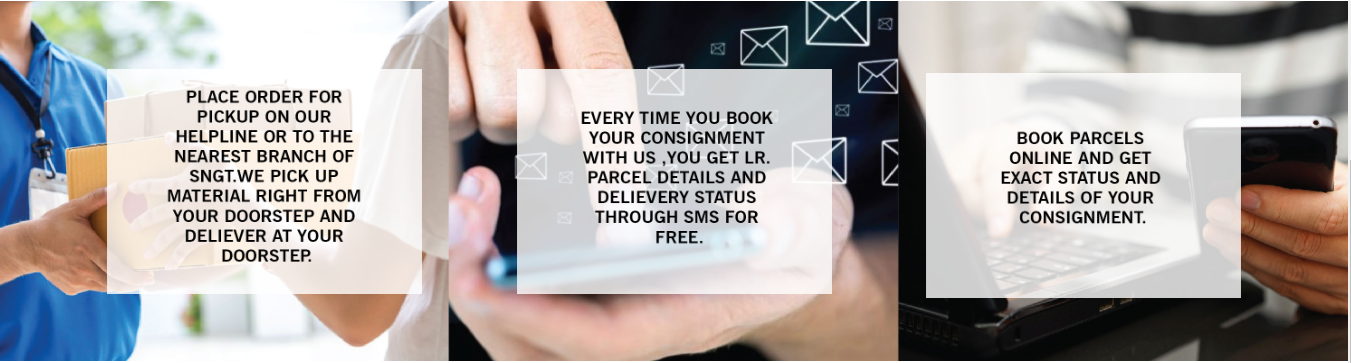 PLACE ORDER FOR
PICKUP ON OUR
HELPLINE OR TO THE
NEAREST BRANCH OF
SNGT.WE PICK UP
MATERIAL RIGHT FROM
YOUR DOORSTEP AND
DELIEVER AT YOUR
DOORSTEP.
EVERY TIME YOU BOOK
YOUR CONSIGNMENT
WITH US ,YOU GET LR.
PARCEL DETAILS AND
DELIEVERY STATUS
THROUGH SMS FOR
FREE.
BOOK PARCELS
ONLINE AND GET
EXACT STATUS AND
DETAILS OF YOUR
CONSIGNMENT.